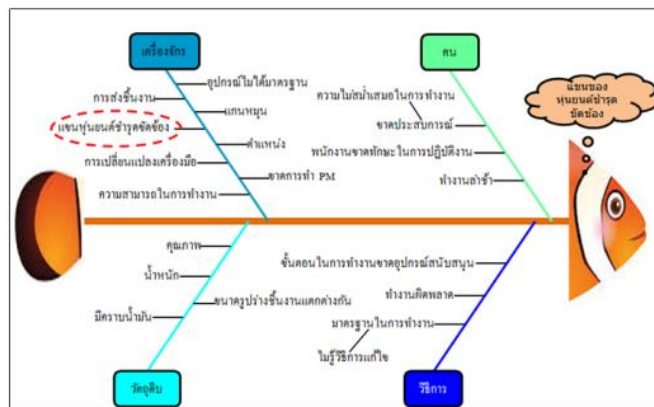 เครื่องจักร
คน
อุปกรณ์ไม่ได้มาตรฐาน
การส่งชิ้นงาน
แกนหมุน
แขนหุ่นยนต์ชำรุดขัดข้อง
ตำแหน่ง
การเปลี่ยนแปลงเครื่องมือ
ขาดการทำ PM
ความสามารถในการทำงาน
ความไม่สม่ำเสมอในการทำงาน
ขาดประสบการณ์
พนักงานขาดทักษะในการปฏิบัติงาน
ทำงานล่าช้า
แขนของ
หุ่นยนต์ชำรุด
ขัดข้อง
คุณภาพ
น้ำหนัก
ขนาดรูปร่างชิ้นงานแตกต่างกัน
มีคราบน้ำมัน
วัตถุดิบ
ขั้นตอนในการทำงานขาดอุปกรณ์สนับสนุน
ทำงานผิดพลาด
มาตรฐานในการทำงาน
ไม่รู้วิธีการแก้ไข
วิธีการ